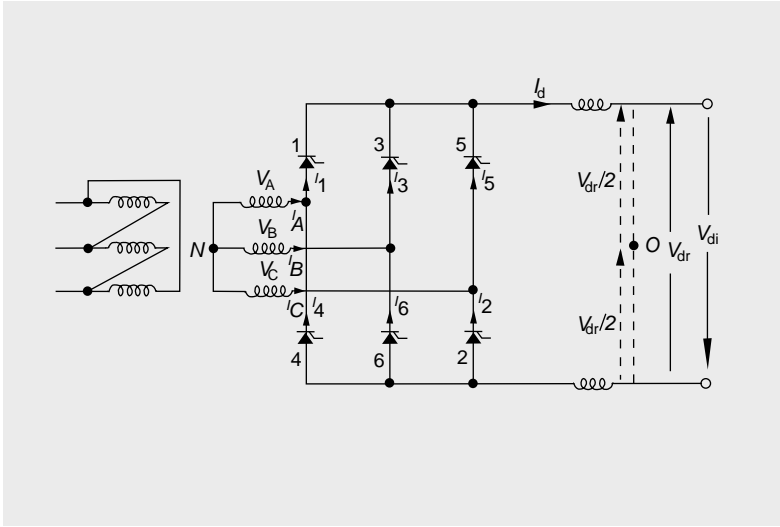 I_d
1
3
5
V_A
i_1
i_3
i_5
V_dr/2
i_A
V_B
N
i_B
O
V_dr
V_di
V_C
i_C
i_4
i_6
i_2
V_dr/2
4
6
2